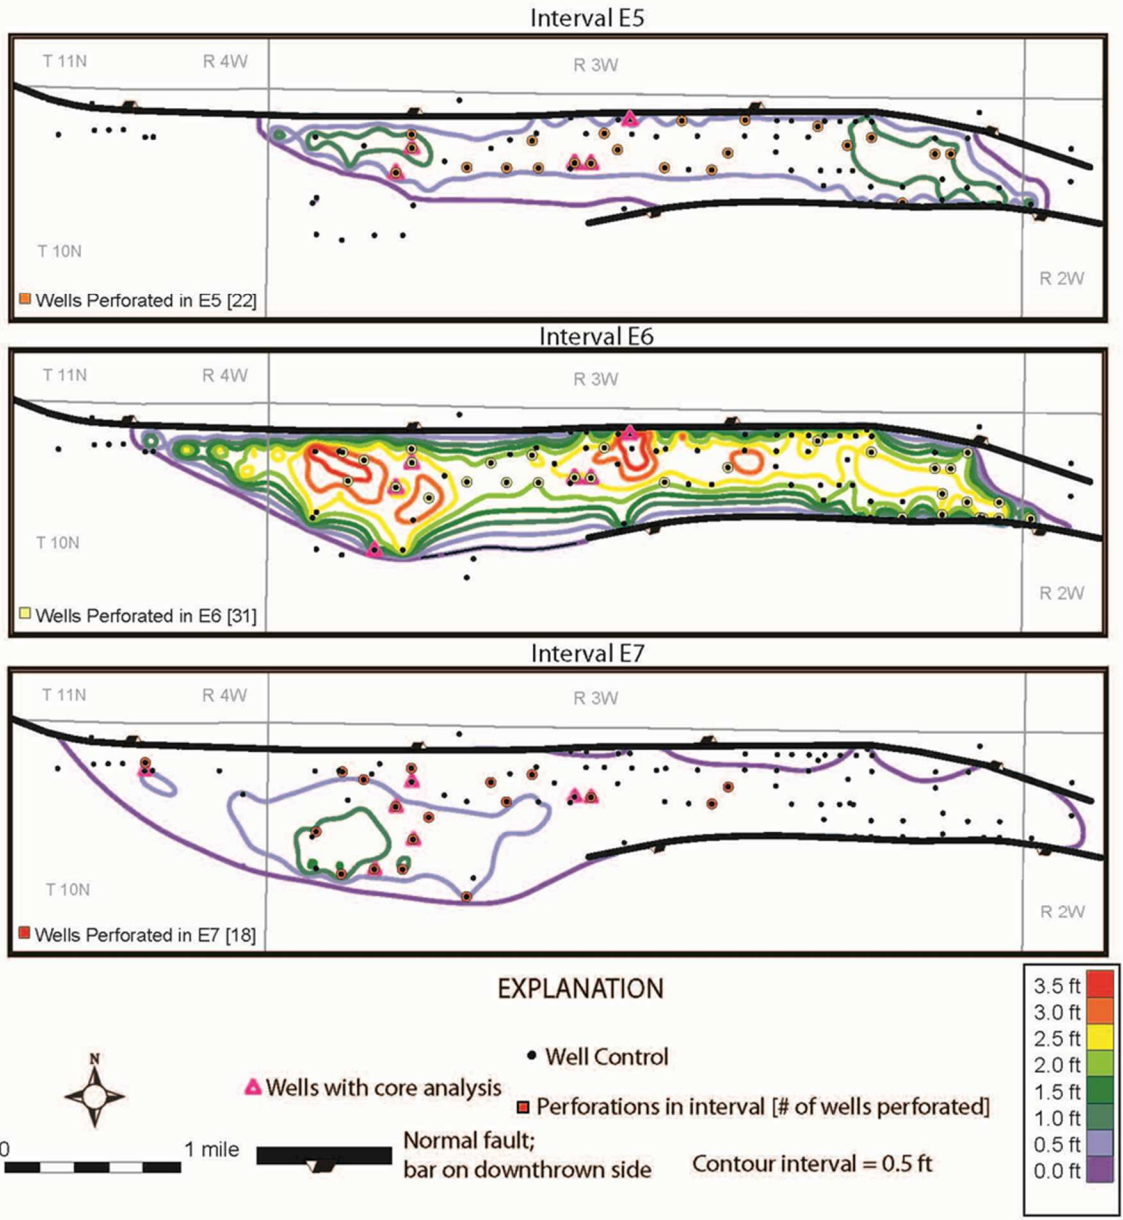 Interval E5
T 11N R 4W R 3W
T 10N
R 2W
Wells Perforated in E5 [22]
Interval E6
T 11N R 4W R 3W
T 10N
R 2W
Wells Perforated in E6 [31]
Interval E7
T 11N R 4W R 3W
T 10N
R 2W
Wells Perforated in E7 [18]
EXPLANATION
3.5 ft
3.0 ft
2.5 ft
2.0 ft
1.5 ft
1.0 ft
0.5 ft
0.0 ft
N
Well Control
Wells with core analysis
Perforations in interval [# of wells perforated]
0 1 mile
Normal fault;
bar on downthrown side
Contour interval = 0.5 ft